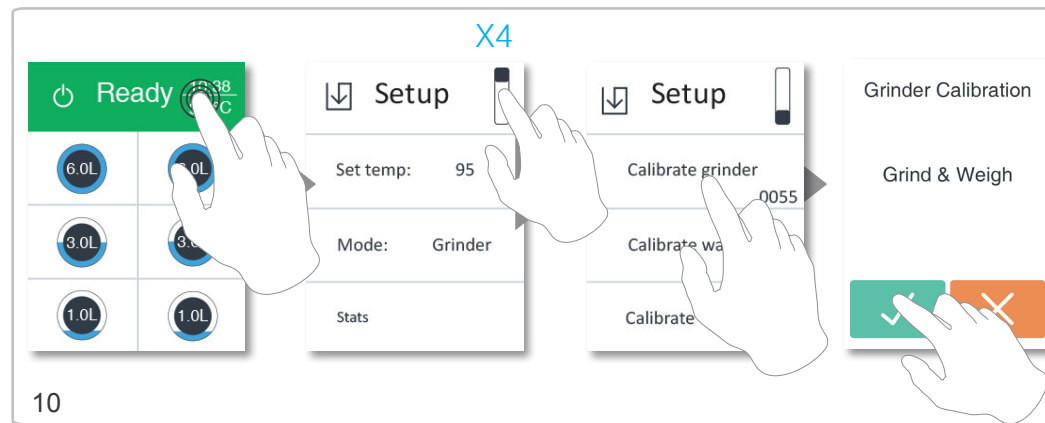 X4
Ready
6.0L
3.0L
1.0L
1.0L
Setup
Set temp: 95
Mode: Grinder
Stats
Setup
Calibrate grinder
0055
Calibrate
Calibrate
Grinder Calibration
Grind & Weigh
10